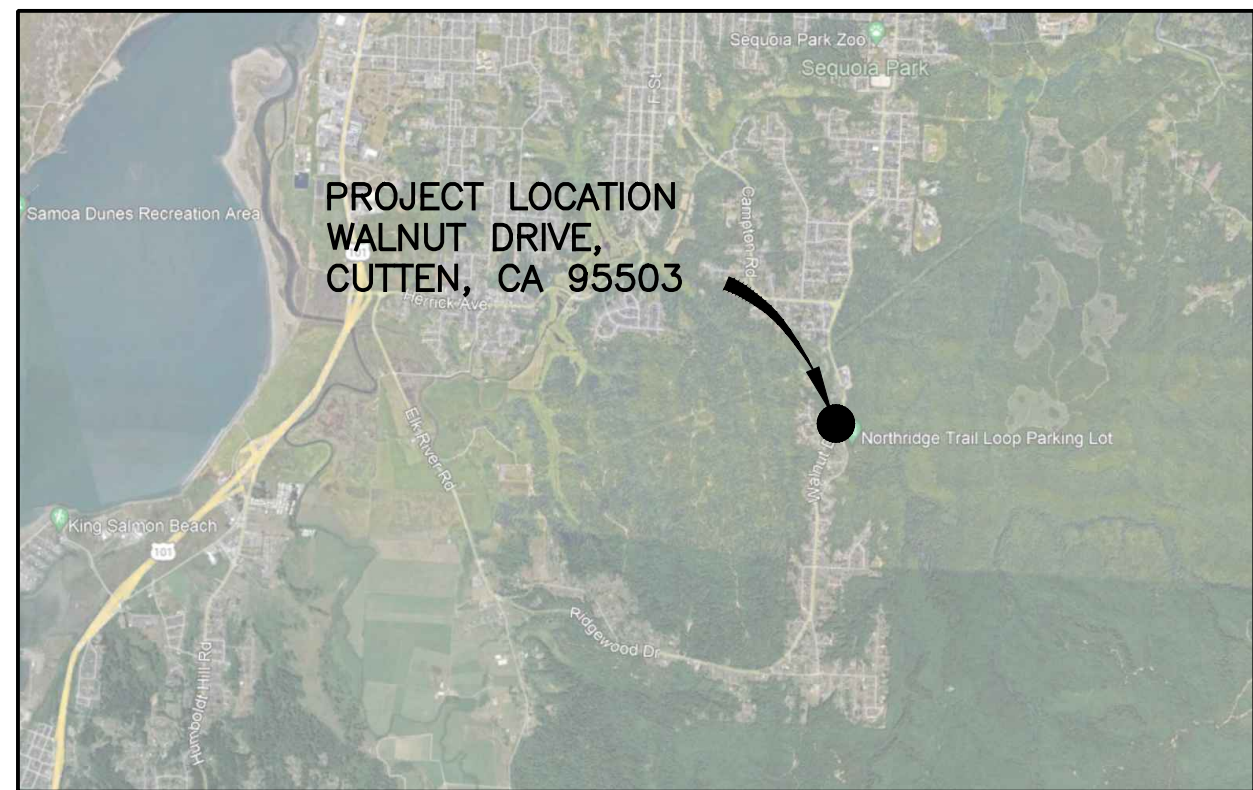 Sequoia Park Zoo
Sequoia Park
F St
Campton Rd
Samoa Dunes Recreation Area
PROJECT LOCATION
WALNUT DRIVE,
CUTTEN, CA 95503
101
Herrick Ave
Elk River Rd
Northridge Trail Loop Parking Lot
King Salmon Beach
101
Ridgewood Dr
Humboldt Hill Rd
Walnut